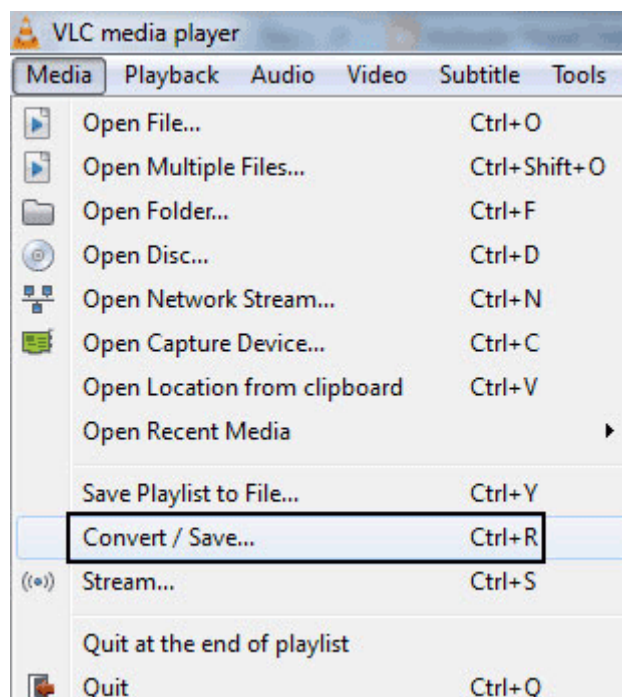 VLC media player
Media Playback Audio Video Subtitle Tools
Open File... Ctrl+O
Open Multiple Files... Ctrl+Shift+O
Open Folder... Ctrl+F
Open Disc... Ctrl+D
Open Network Stream... Ctrl+N
Open Capture Device... Ctrl+C
Open Location from clipboard Ctrl+V
Open Recent Media
Save Playlist to File... Ctrl+Y
Convert / Save... Ctrl+R
Stream... Ctrl+S
Quit at the end of playlist
Quit Ctrl+Q